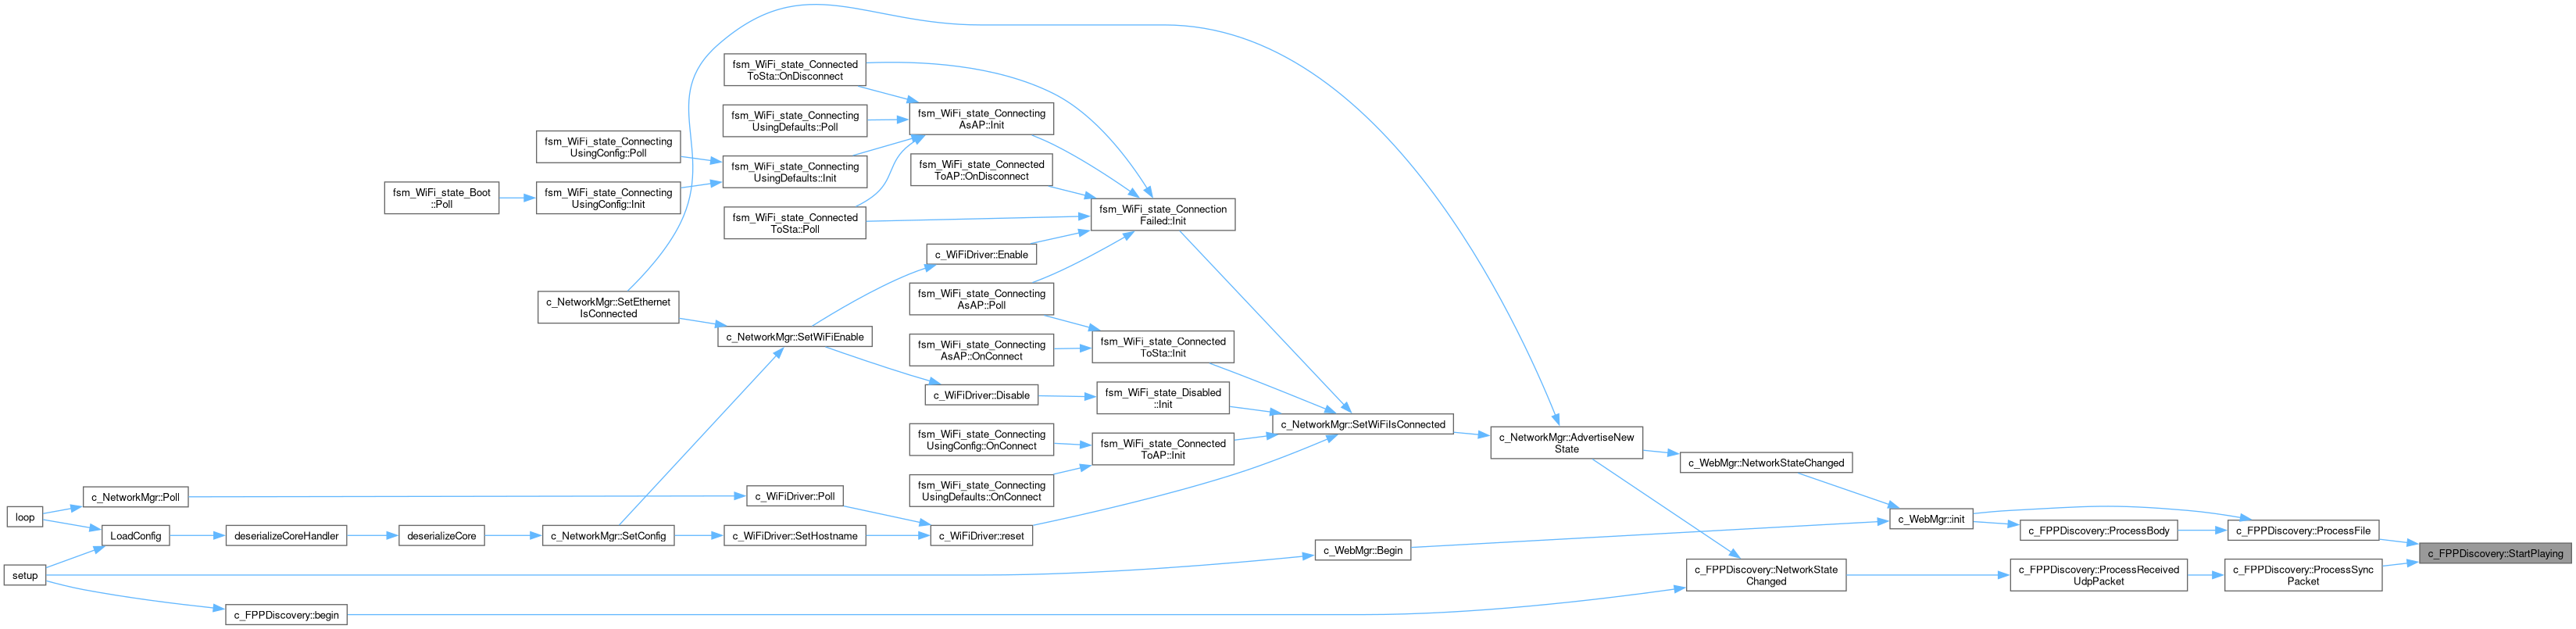 fsm_WiFi_state_Connected
ToSta::OnDisconnect
fsm_WiFi_state_Connecting
UsingDefaults::Poll
fsm_WiFi_state_Connecting
AsAP::Init
fsm_WiFi_state_Connecting
UsingConfig::Poll
fsm_WiFi_state_Connecting
UsingDefaults::Init
fsm_WiFi_state_Connected
ToAP::OnDisconnect
fsm_WiFi_state_Boot
::Poll
fsm_WiFi_state_Connecting
UsingConfig::Init
fsm_WiFi_state_Connected
ToSta::Poll
fsm_WiFi_state_Connection
Failed::Init
c_WiFiDriver::Enable
c_NetworkMgr::SetEthernet
IsConnected
fsm_WiFi_state_Connecting
AsAP::Poll
c_NetworkMgr::SetWiFiEnable
fsm_WiFi_state_Connecting
AsAP::OnConnect
fsm_WiFi_state_Connected
ToSta::Init
c_WiFiDriver::Disable
fsm_WiFi_state_Disabled
::Init
c_NetworkMgr::SetWiFiIsConnected
fsm_WiFi_state_Connecting
UsingConfig::OnConnect
fsm_WiFi_state_Connected
ToAP::Init
c_NetworkMgr::AdvertiseNew
State
c_WebMgr::NetworkStateChanged
fsm_WiFi_state_Connecting
UsingDefaults::OnConnect
c_NetworkMgr::Poll
c_WiFiDriver::Poll
loop
LoadConfig
deserializeCoreHandler
deserializeCore
c_NetworkMgr::SetConfig
c_WiFiDriver::SetHostname
c_WiFiDriver::reset
c_WebMgr::init
c_FPPDiscovery::ProcessBody
c_FPPDiscovery::ProcessFile
c_WebMgr::Begin
c_FPPDiscovery::StartPlaying
setup
c_FPPDiscovery::NetworkState
Changed
c_FPPDiscovery::ProcessReceived
UdpPacket
c_FPPDiscovery::ProcessSync
Packet
c_FPPDiscovery::begin